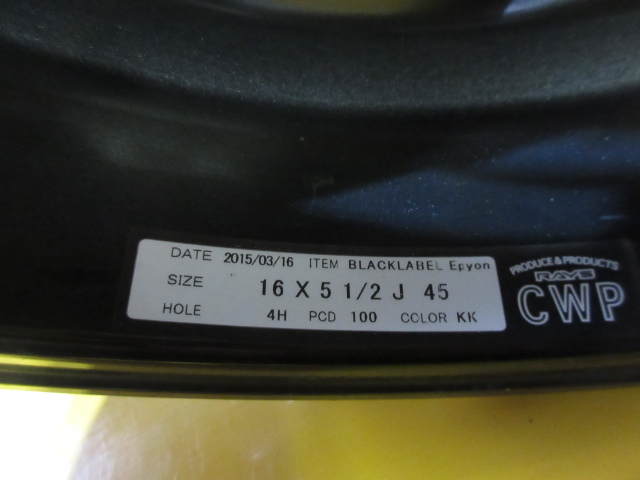 DATE 2015/03/16 ITEM BLACKLABEL Epyon
SIZE 16 X 5 1/2 J 45
HOLE 4H PCD 100 COLOR KK
PRODUCE & PRODUCTS
RAYS
CWP